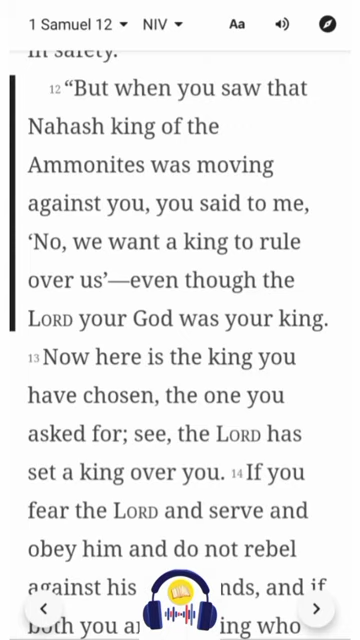 1 Samuel 12 NIV Aa
in safety.
12 “But when you saw that
Nahash king of the
Ammonites was moving
against you, you said to me,
‘No, we want a king to rule
over us’—even though the
LORD your God was your king.
13 Now here is the king you
have chosen, the one you
asked for; see, the LORD has
set a king over you. 14 If you
fear the LORD and serve and
obey him and do not rebel
against his nds, and if
both you a ing who